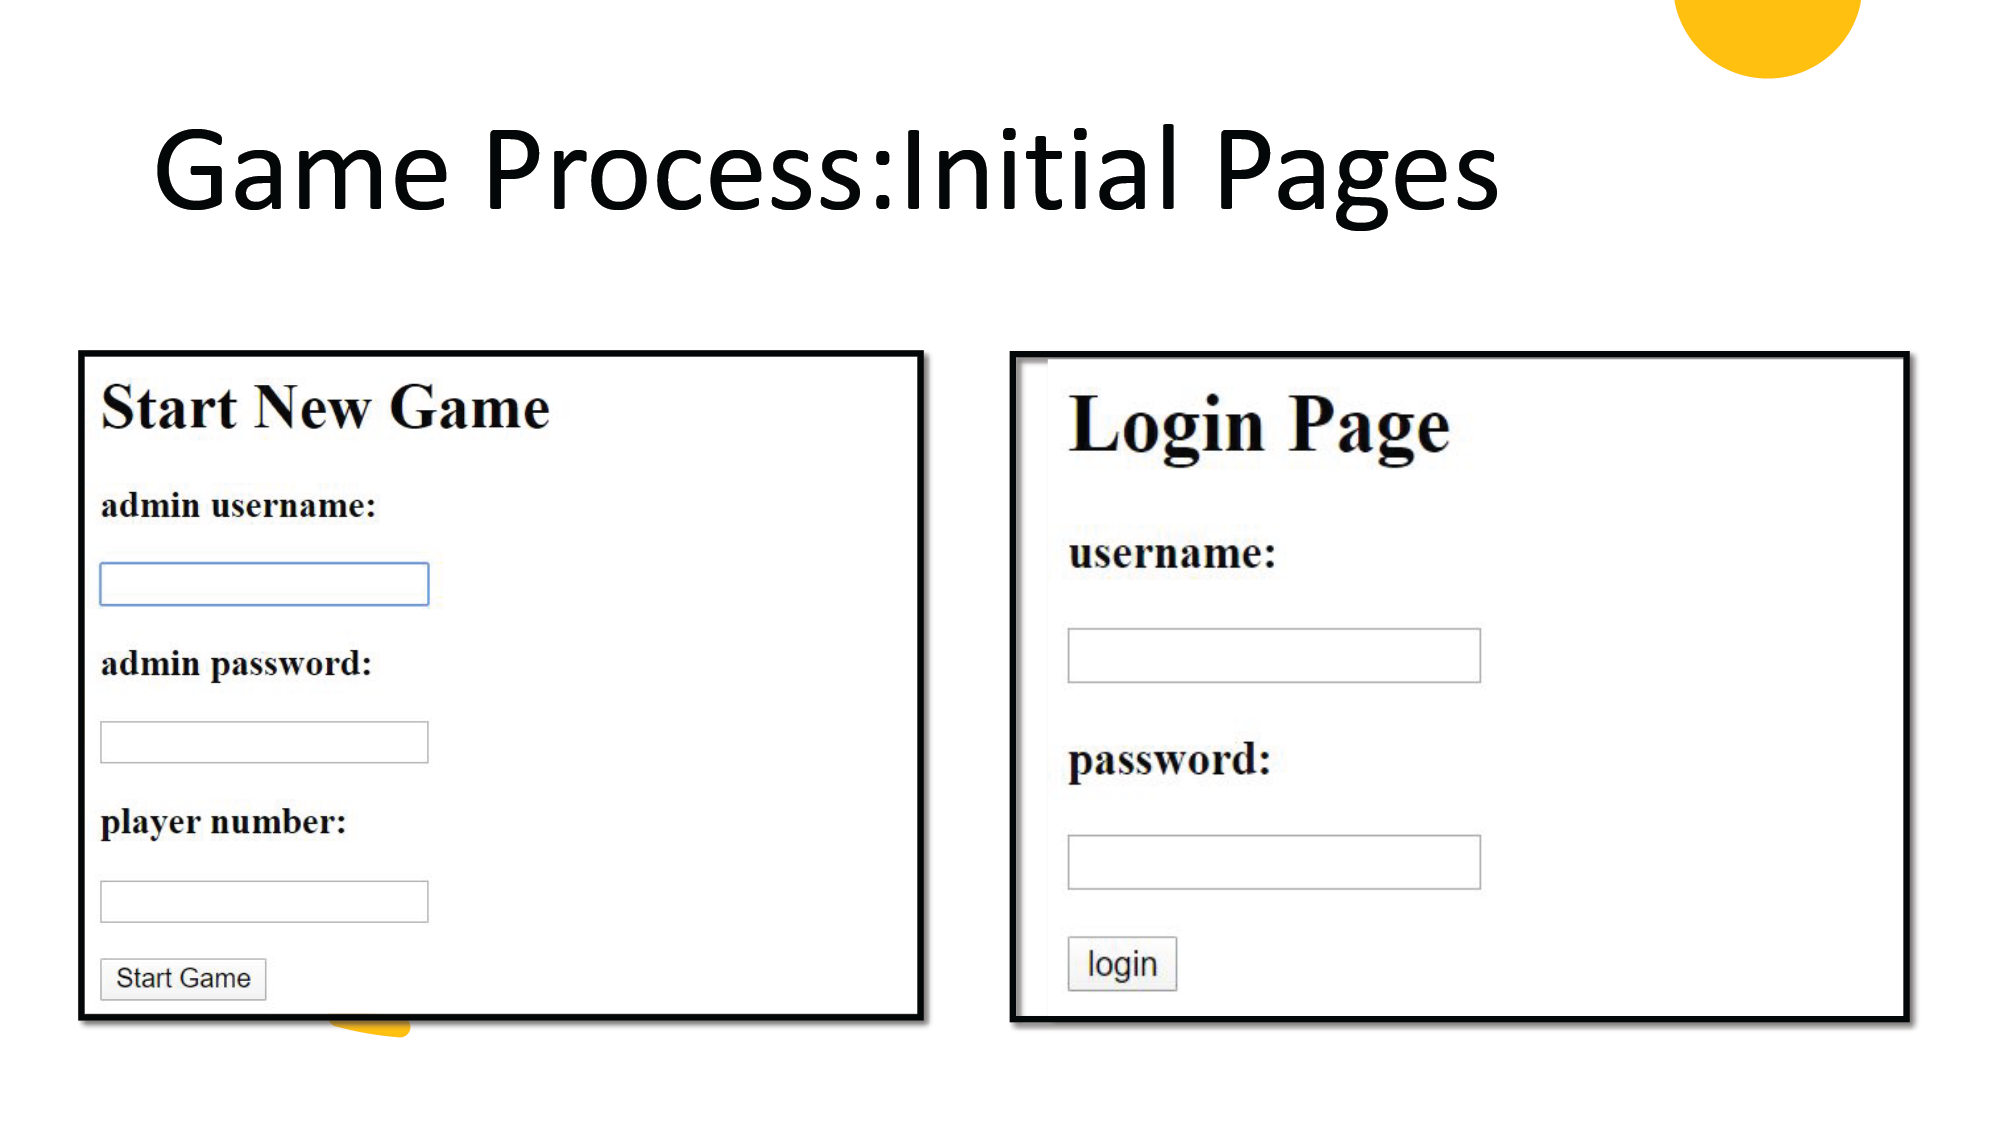 Game Process:Initial Pages
Start New Game
admin username:
admin password:
player number:
Start Game
Login Page
username:
password:
login